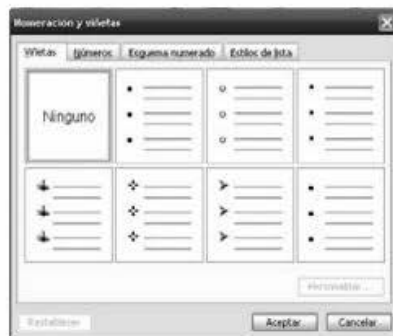 Numeración y viñetas
Viñetas Números Esquema numerado Estilos de lista
Ninguno
Personalizar...
Restablecer Aceptar Cancelar